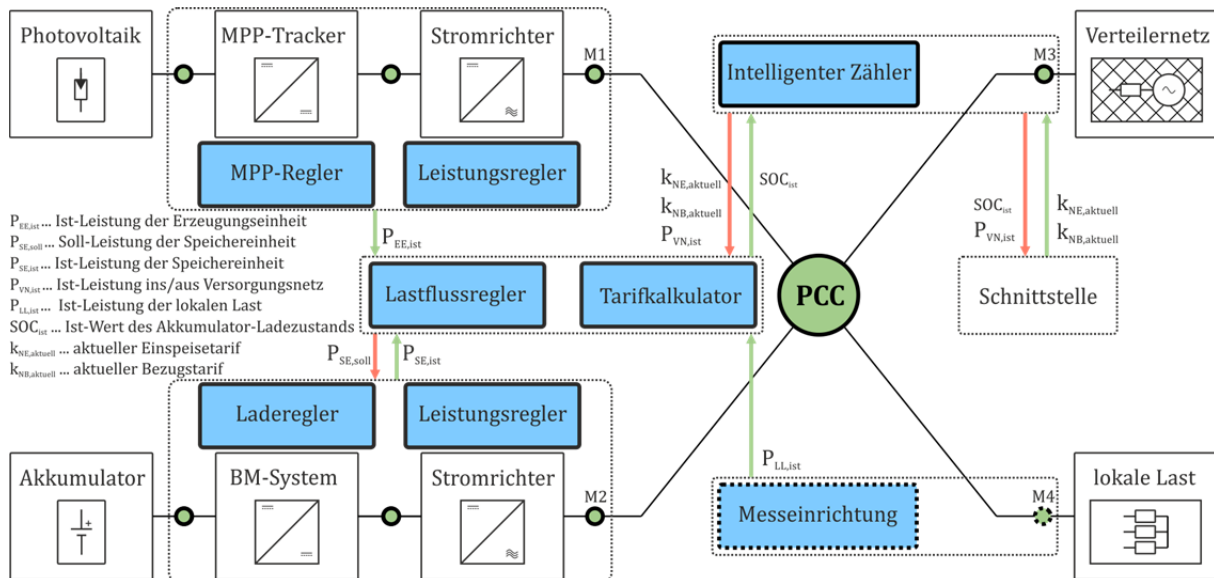 Photovoltaik
MPP-Tracker
Stromrichter
M1
MPP-Regler
Leistungsregler
Intelligenter Zähler
M3
Verteilernetz
P_EE,ist ... Ist-Leistung der Erzeugungseinheit
P_SE,soll ... Soll-Leistung der Speichereinheit
P_SE,ist ... Ist-Leistung der Speichereinheit
P_VN,ist ... Ist-Leistung ins/aus Versorgungsnetz
P_LL,ist ... Ist-Leistung der lokalen Last
SOC_ist ... Ist-Wert des Akkumulator-Ladezustands
k_NE,aktuell ... aktueller Einspeisetarif
k_NB,aktuell ... aktueller Bezugstarif
P_EE,ist
k_NE,aktuell
k_NB,aktuell
P_VN,ist
SOC_ist
SOC_ist
P_VN,ist
k_NE,aktuell
k_NB,aktuell
Lastflussregler
Tarifkalkulator
PCC
Schnittstelle
P_SE,soll
P_SE,ist
Laderegler
Leistungsregler
Akkumulator
+
BM-System
Stromrichter
M2
P_LL,ist
Messeinrichtung
M4
lokale Last